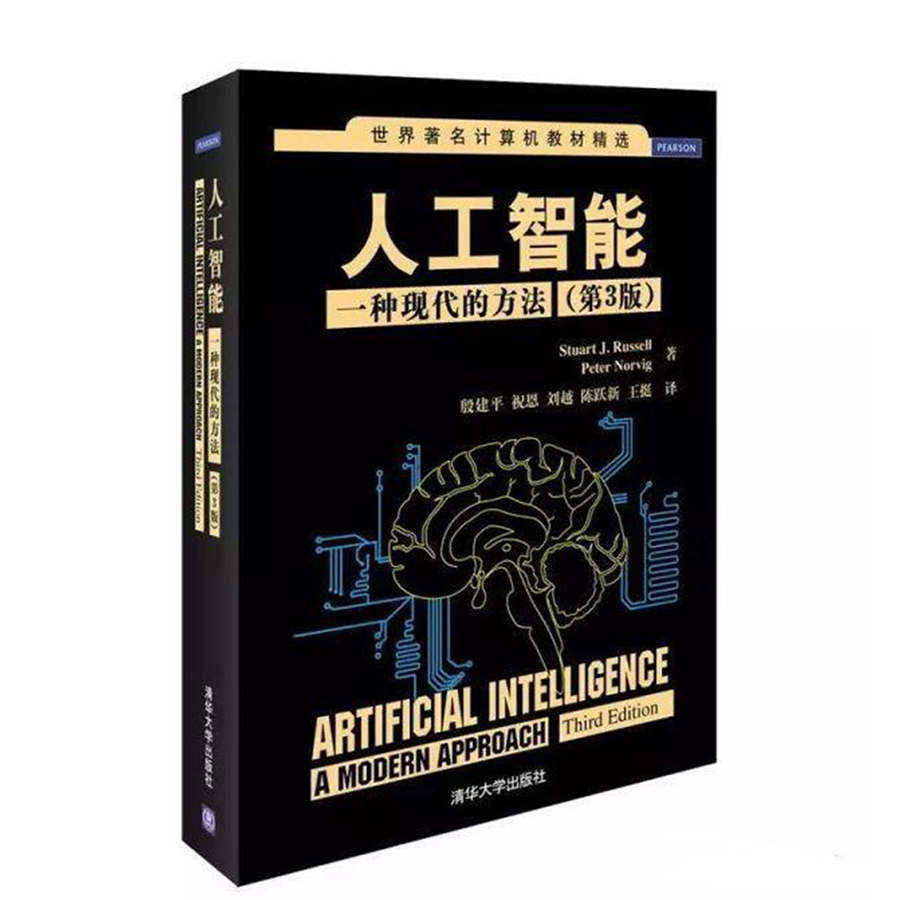 世界著名计算机教材精选
PEARSON
人工智能
一种现代的方法（第3版）
Stuart J. Russell
Peter Norvig
著
殷建平 祝恩 刘越 陈跃新 王挺 译
ARTIFICIAL INTELLIGENCE
A MODERN APPROACH Third Edition
清华大学出版社
PEARSON
人工智能 一种现代的方法（第3版）
ARTIFICIAL INTELLIGENCE A MODERN APPROACH Third Edition
清华大学出版社